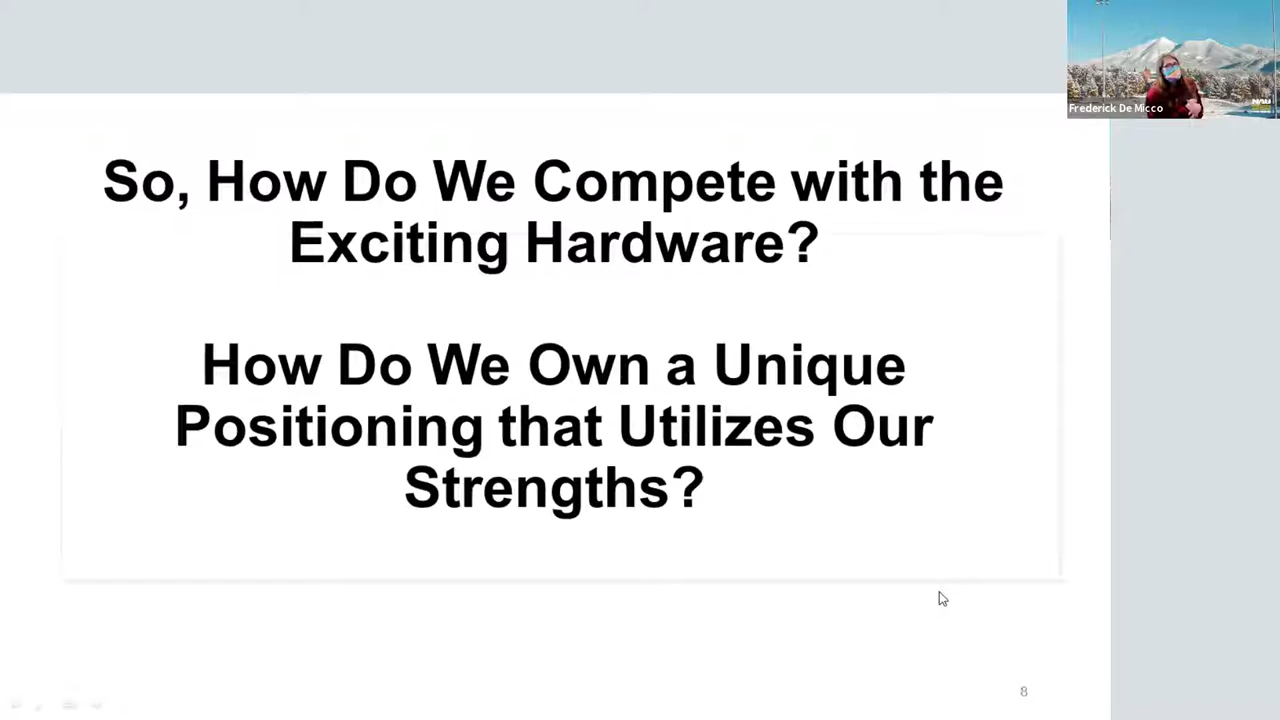 Frederick De Micco
NAU
So, How Do We Compete with the
Exciting Hardware?
How Do We Own a Unique
Positioning that Utilizes Our
Strengths?
8